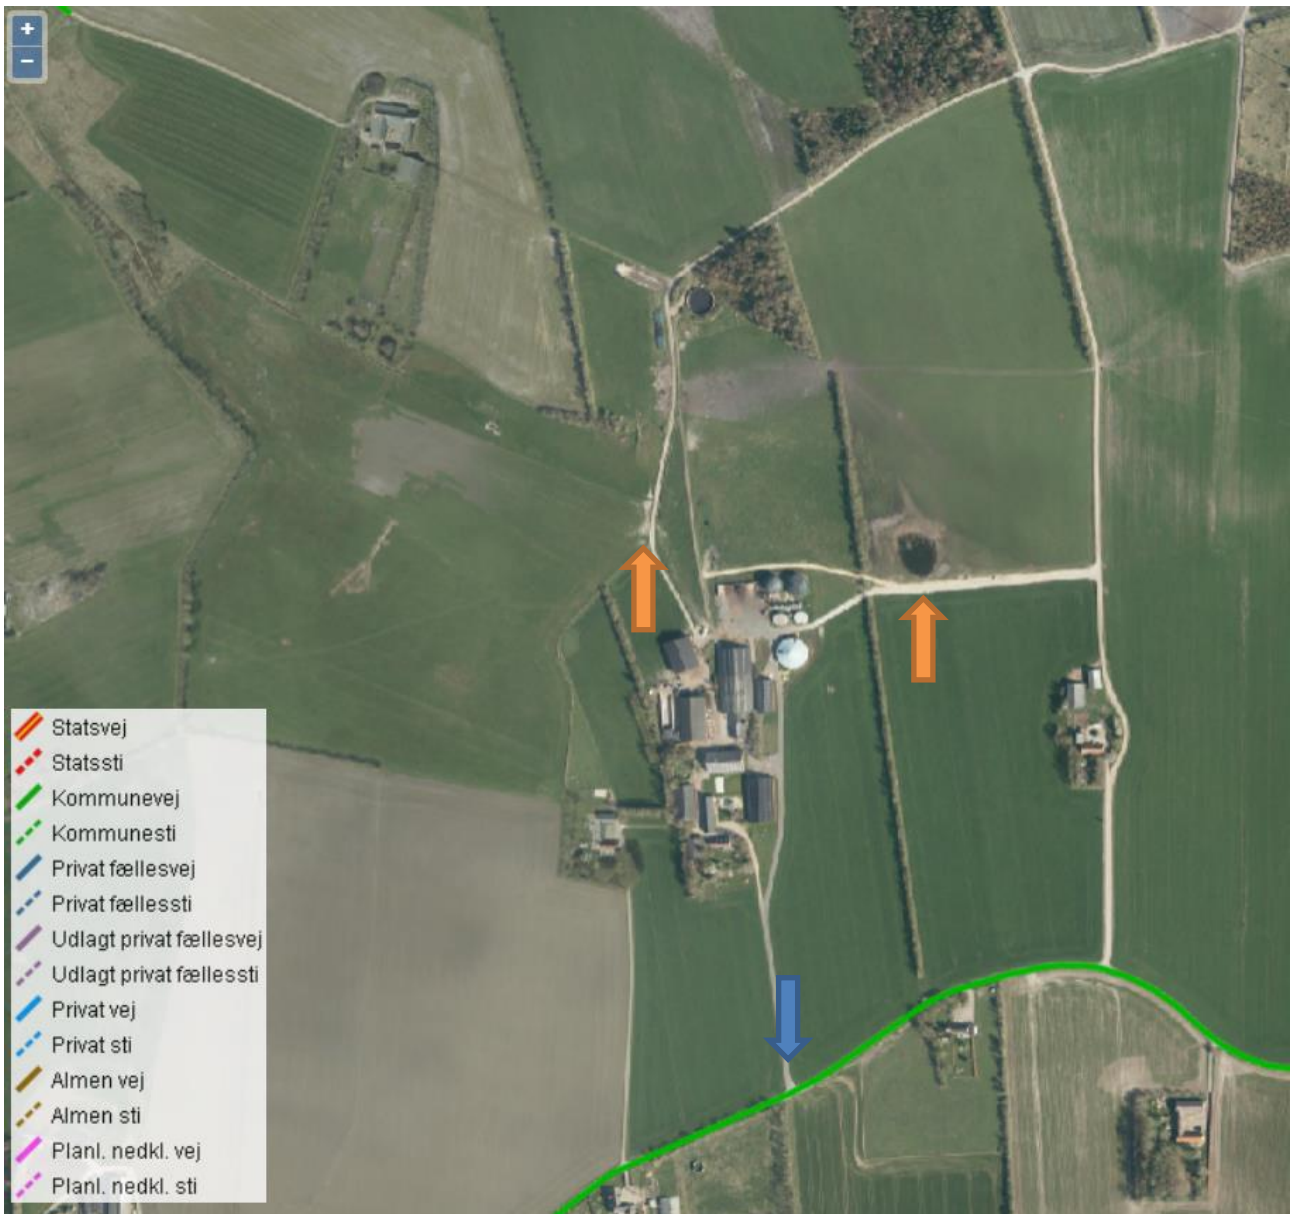 +
−
Statsvej
Statssti
Kommunevej
Kommunesti
Privat fællesvej
Privat fællessti
Udlagt privat fællesvej
Udlagt privat fællessti
Privat vej
Privat sti
Almen vej
Almen sti
Planl. nedkl. vej
Planl. nedkl. sti